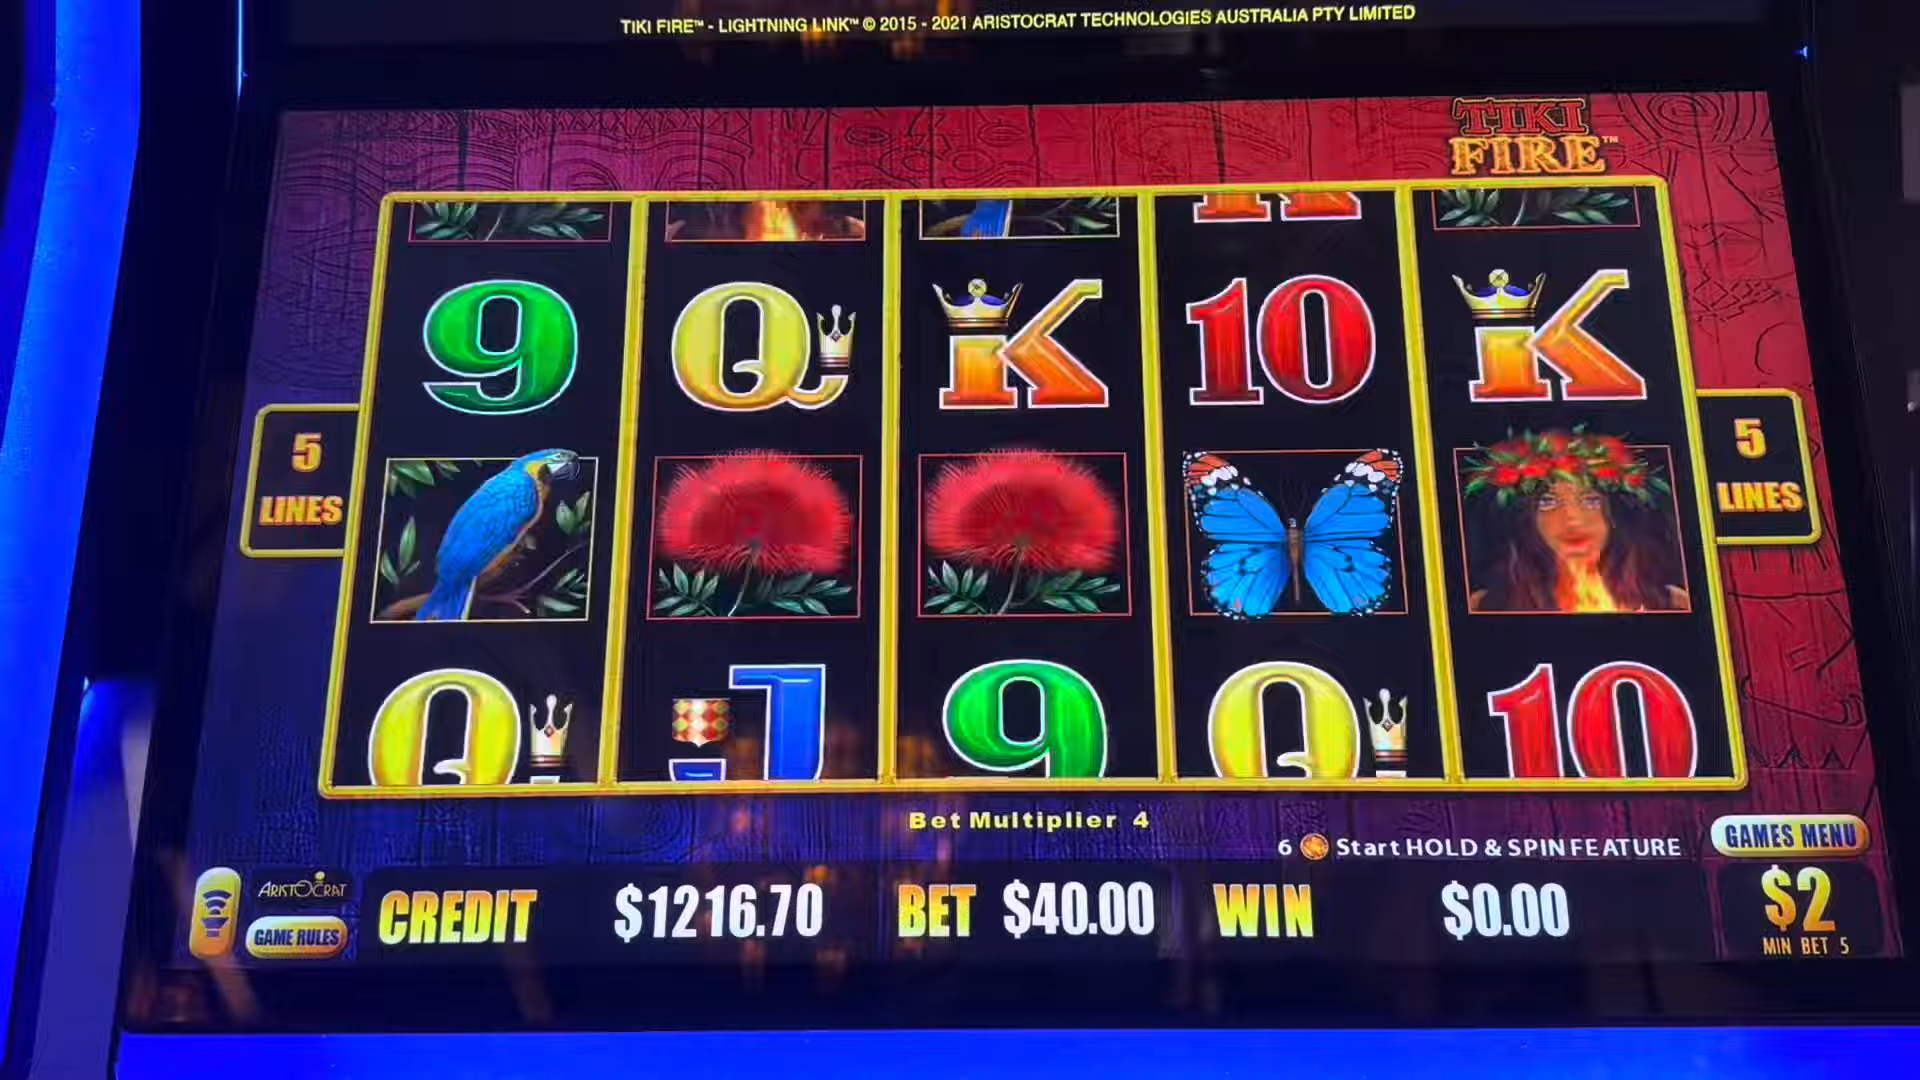 TIKI FIRE™ - LIGHTNING LINK™ © 2015 - 2021 ARISTOCRAT TECHNOLOGIES AUSTRALIA PTY LIMITED
TIKI
FIRE™
9 Q K 10 K
5
LINES
5
LINES
Q J 9 Q 10
Bet Multiplier 4
6 Start HOLD & SPIN FEATURE
GAMES MENU
ARISTOCRAT
GAME RULES
CREDIT $1216.70 BET $40.00 WIN $0.00
$2
MIN BET 5